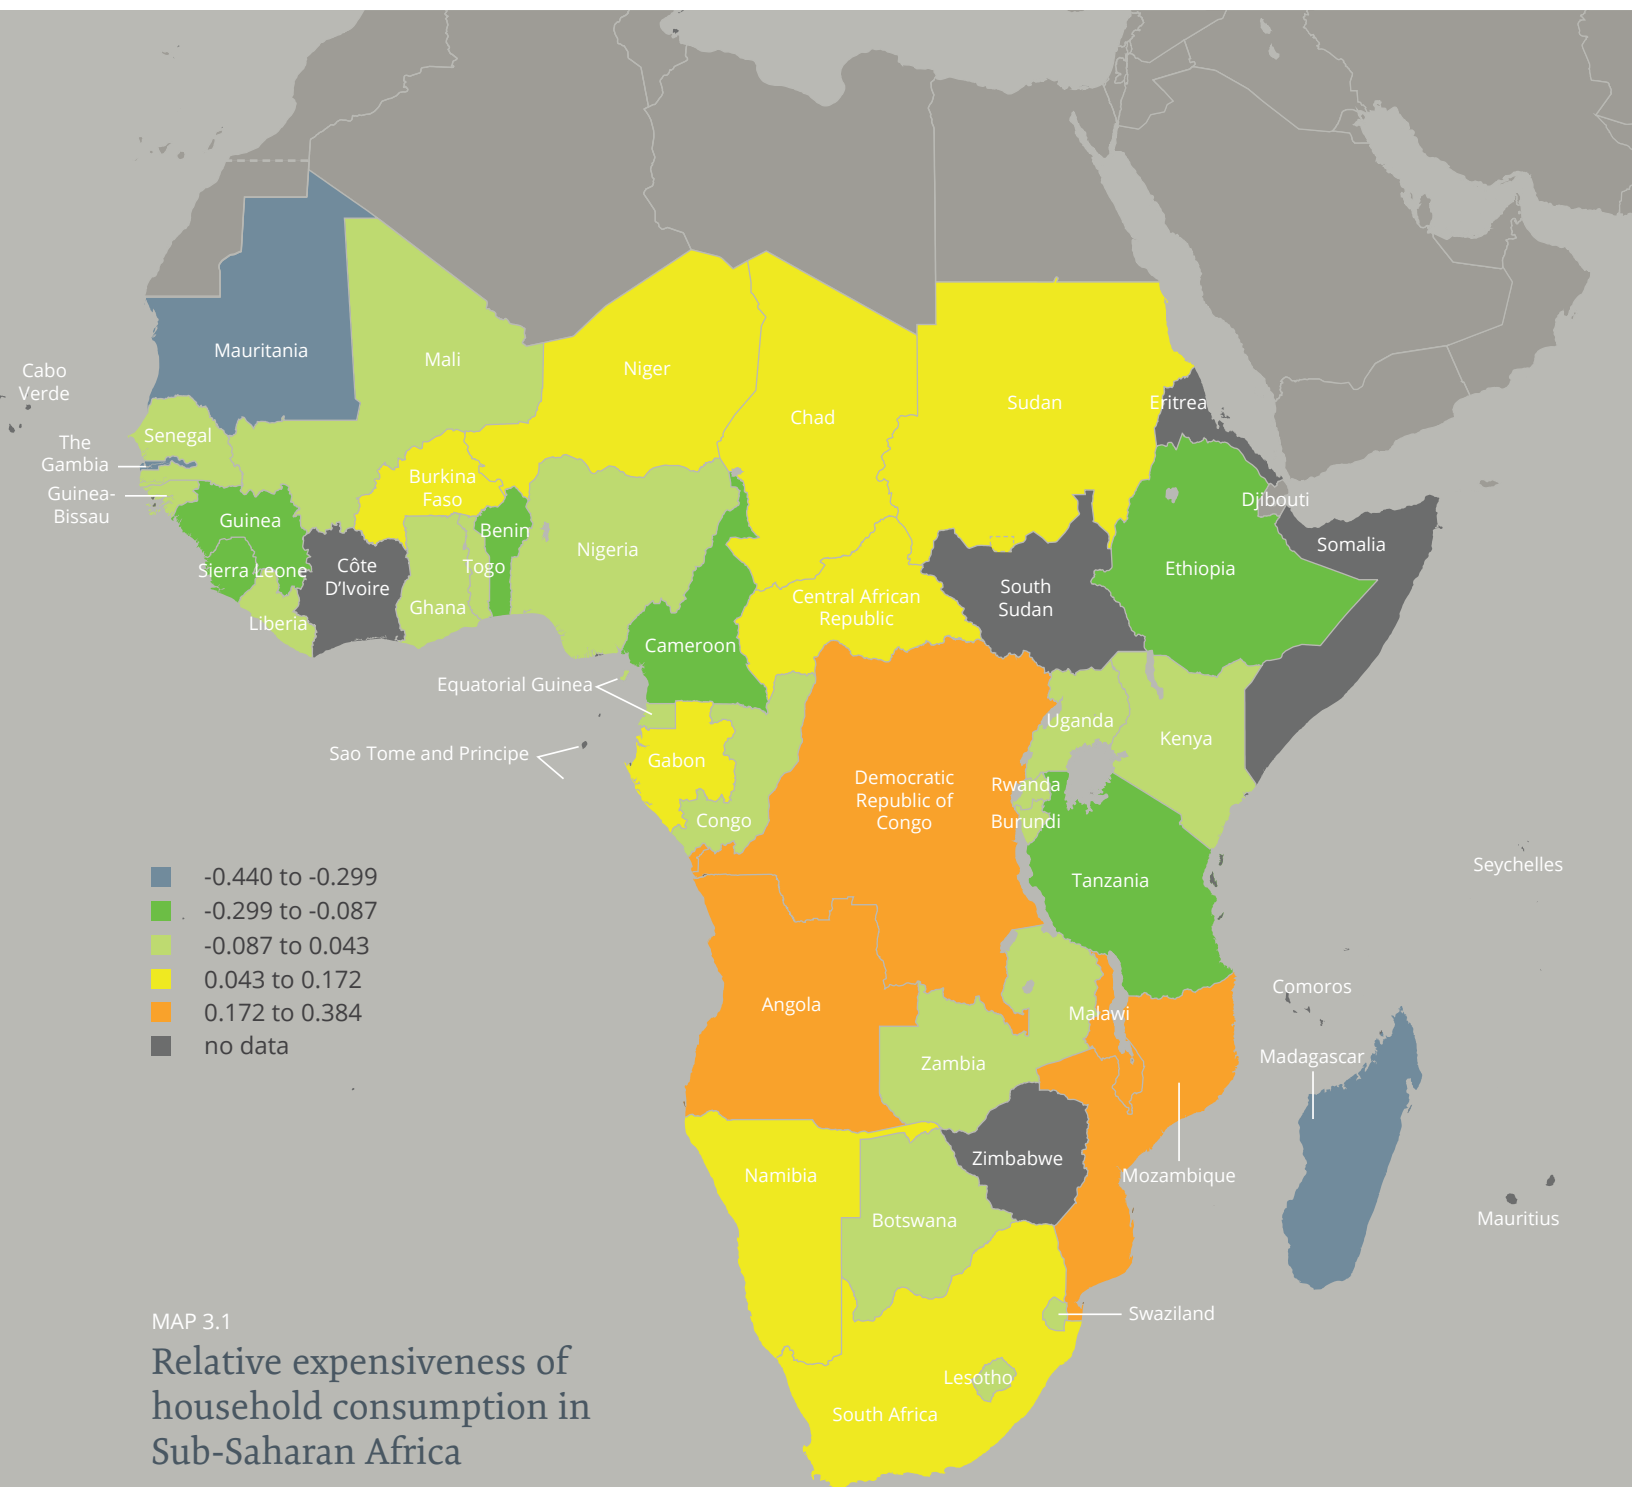 Mauritania
Mali
Niger
Chad
Sudan
Eritrea
Cabo
Verde
Senegal
The
Gambia
Guinea-
Bissau
Burkina
Faso
Guinea
Benin
Nigeria
Djibouti
Somalia
Sierra Leone
Côte
D’Ivoire
Togo
Ghana
Liberia
Ethiopia
South
Sudan
Central African
Republic
Cameroon
Equatorial Guinea
Sao Tome and Principe
Gabon
Congo
Democratic
Republic of
Congo
Uganda
Kenya
Rwanda
Burundi
Tanzania
Seychelles
-0.440 to -0.299
-0.299 to -0.087
-0.087 to 0.043
0.043 to 0.172
0.172 to 0.384
no data
Angola
Malawi
Comoros
Zambia
Madagascar
Zimbabwe
Mozambique
Namibia
Botswana
Mauritius
Swaziland
Lesotho
South Africa
MAP 3.1
Relative expensiveness of
household consumption in
Sub-Saharan Africa